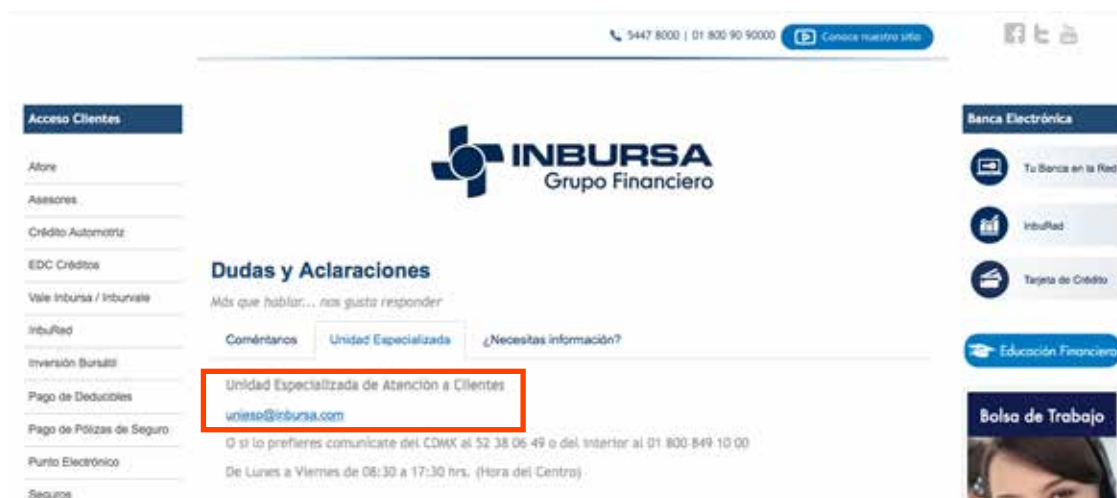 5447 8000 | 01 800 90 90000
Conoce nuestro sitio
Acceso Clientes
Afore
Asesores
Crédito Automotriz
EDC Créditos
Vale Inbursa / Inburvale
InbuRed
Inversión Bursátil
Pago de Deducibles
Pago de Pólizas de Seguro
Punto Electrónico
Seguros
INBURSA
Grupo Financiero
Dudas y Aclaraciones
Más que hablar... nos gusta responder
Coméntanos
Unidad Especializada
¿Necesitas información?
Unidad Especializada de Atención a Clientes
uniesp@inbursa.com
O si lo prefieres comunícate del CDMX al 52 38 06 49 o del interior al 01 800 849 10 00
De Lunes a Viernes de 08:30 a 17:30 hrs. (Hora del Centro)
Banca Electrónica
Tu Banca en la Red
InbuRed
Tarjeta de Crédito
Educación Financiera
Bolsa de Trabajo